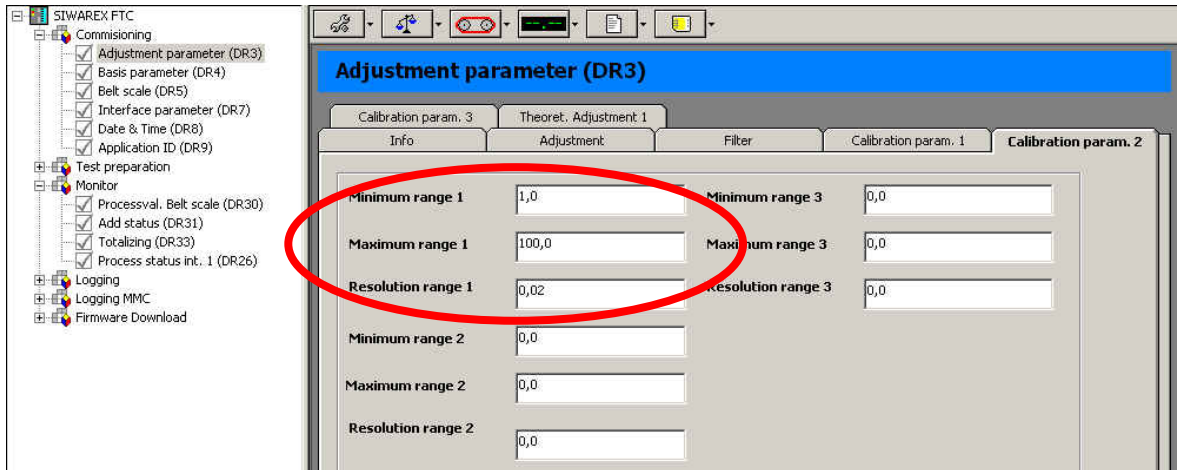 SIWAREX FTC
Commisioning
Adjustment parameter (DR3)
Basis parameter (DR4)
Belt scale (DR5)
Interface parameter (DR7)
Date & Time (DR8)
Application ID (DR9)
Test preparation
Monitor
Processval. Belt scale (DR30)
Add status (DR31)
Totalizing (DR33)
Process status int. 1 (DR26)
Logging
Logging MMC
Firmware Download
Adjustment parameter (DR3)
Calibration param. 3 Theoret. Adjustment 1
Info Adjustment Filter Calibration param. 1 Calibration param. 2
Minimum range 1 1,0 Minimum range 3 0,0
Maximum range 1 100,0 Maximum range 3 0,0
Resolution range 1 0,02 Resolution range 3 0,0
Minimum range 2 0,0
Maximum range 2 0,0
Resolution range 2 0,0